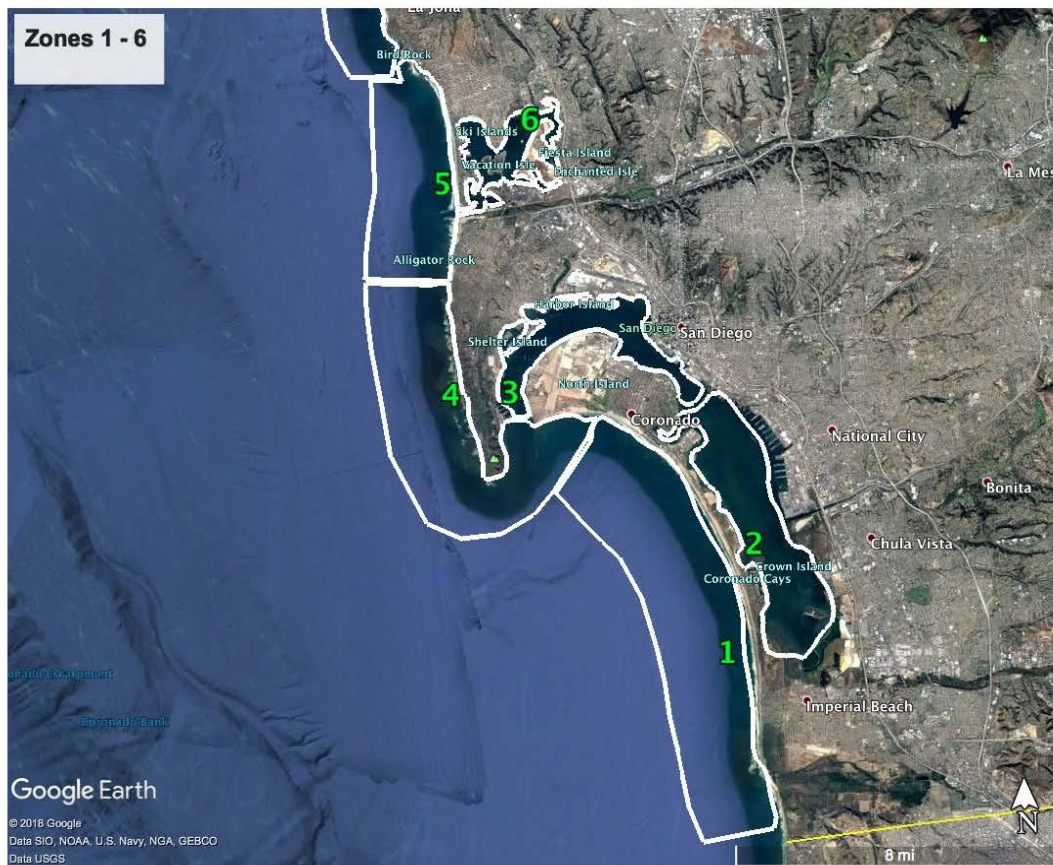 Zones 1 - 6
La Jolla
Bird Rock
6
Ski Islands
Fiesta Island
Vacation Isle
Enchanted Isle
La Mes
5
Alligator Rock
Harbor Island
San Diego
San Diego
Shelter Island
North Island
4
3
Coronado
National City
Bonita
2
Chula Vista
Crown Island
Coronado Cays
1
onado Escarpment
Coronado Bank
Imperial Beach
Google Earth
N
© 2018 Google
Data SIO, NOAA, U.S. Navy, NGA, GEBCO
Data USGS
8 mi